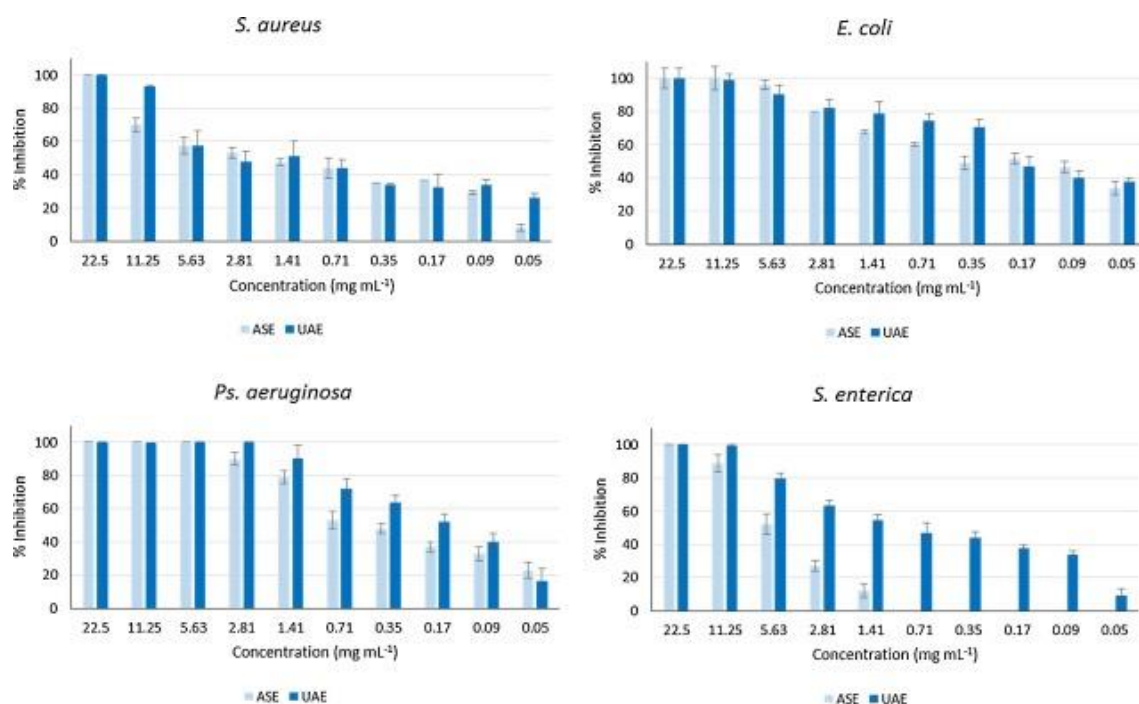 S. aureus
% Inhibition
100
80
60
40
20
0
22.5 11.25 5.63 2.81 1.41 0.71 0.35 0.17 0.09 0.05
Concentration (mg mL⁻¹)
ASE UAE
E. coli
% Inhibition
100
80
60
40
20
0
22.5 11.25 5.63 2.81 1.41 0.71 0.35 0.17 0.09 0.05
Concentration (mg mL⁻¹)
ASE UAE
Ps. aeruginosa
% Inhibition
100
80
60
40
20
0
22.5 11.25 5.63 2.81 1.41 0.71 0.35 0.17 0.09 0.05
Concentration (mg mL⁻¹)
ASE UAE
S. enterica
% Inhibition
100
80
60
40
20
0
22.5 11.25 5.63 2.81 1.41 0.71 0.35 0.17 0.09 0.05
Concentration (mg mL⁻¹)
ASE UAE